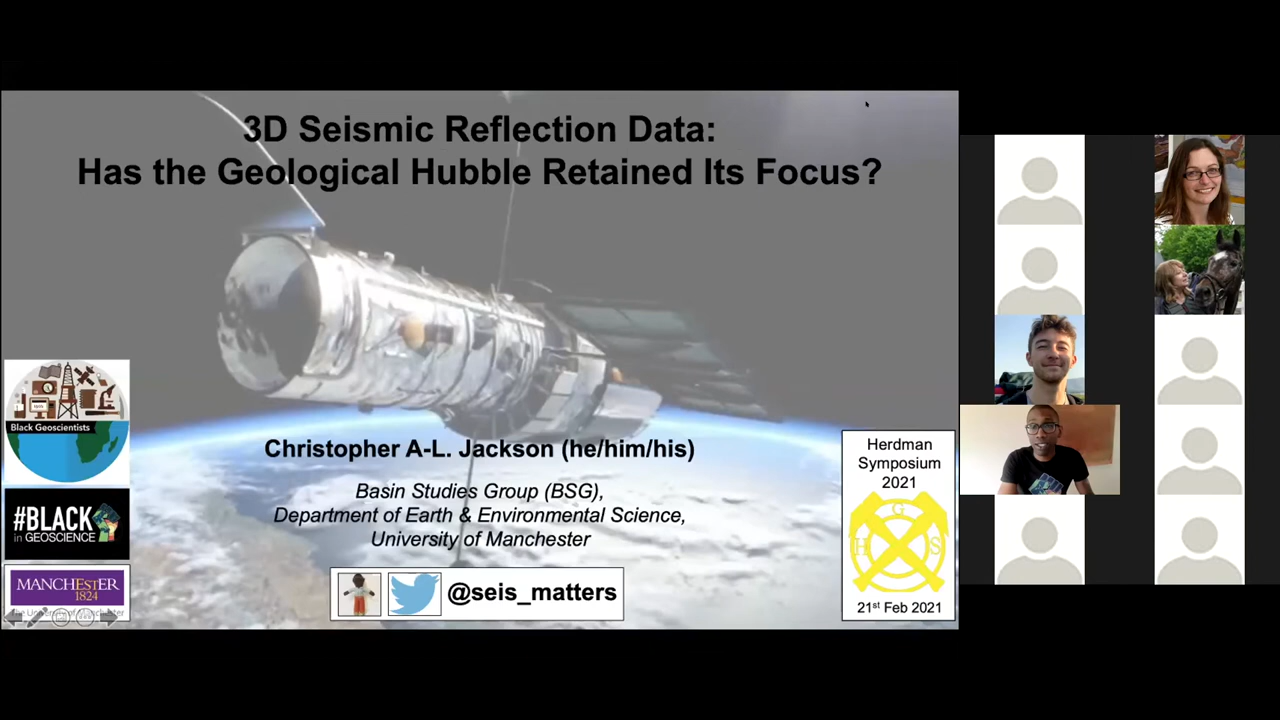 3D Seismic Reflection Data:
Has the Geological Hubble Retained Its Focus?
Christopher A-L. Jackson (he/him/his)
Basin Studies Group (BSG),
Department of Earth & Environmental Science,
University of Manchester
@seis_matters
Black Geoscientists
#BLACK
in GEOSCIENCE
MANCHESTER
1824
Herdman
Symposium
2021
G
H S
21st Feb 2021